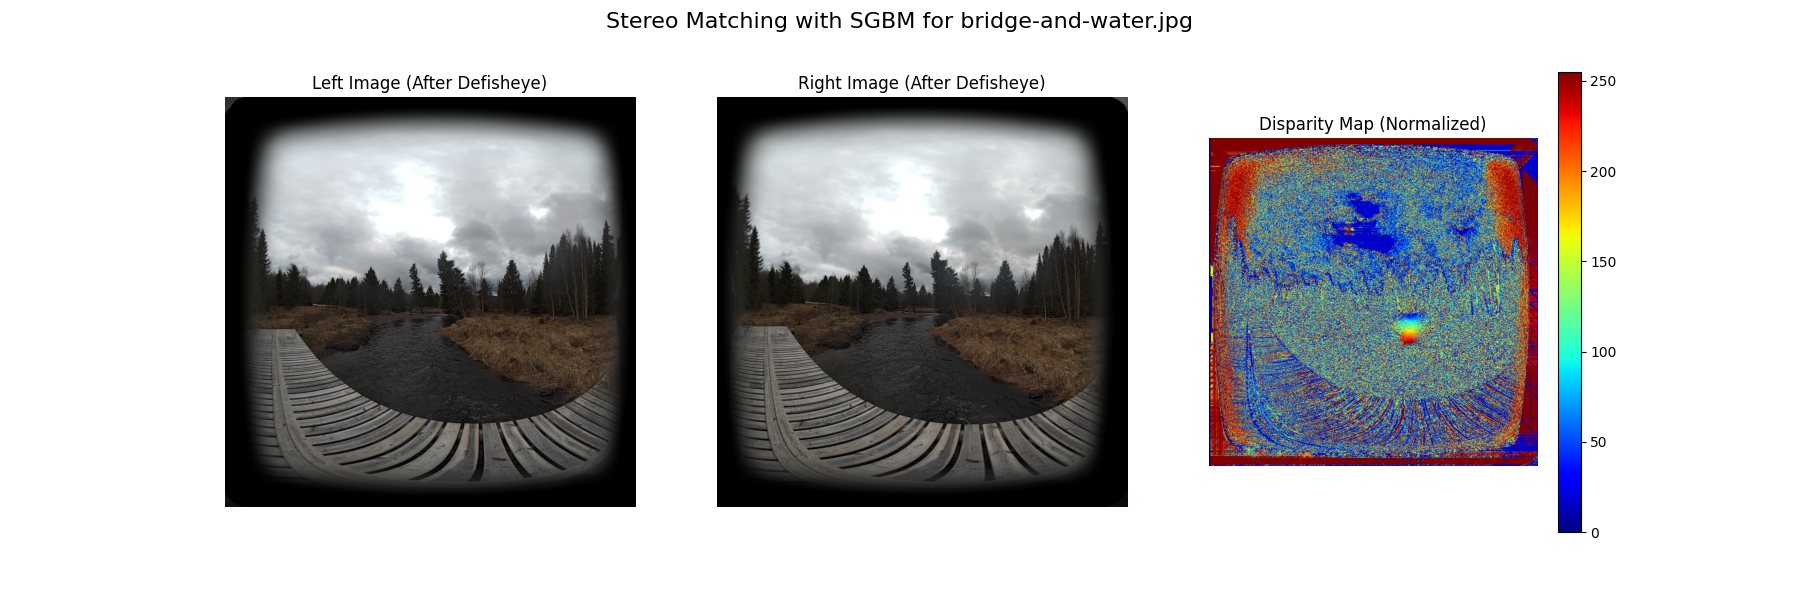 Stereo Matching with SGBM for bridge-and-water.jpg
Left Image (After Defisheye)
Right Image (After Defisheye)
Disparity Map (Normalized)
250
200
150
100
50
0